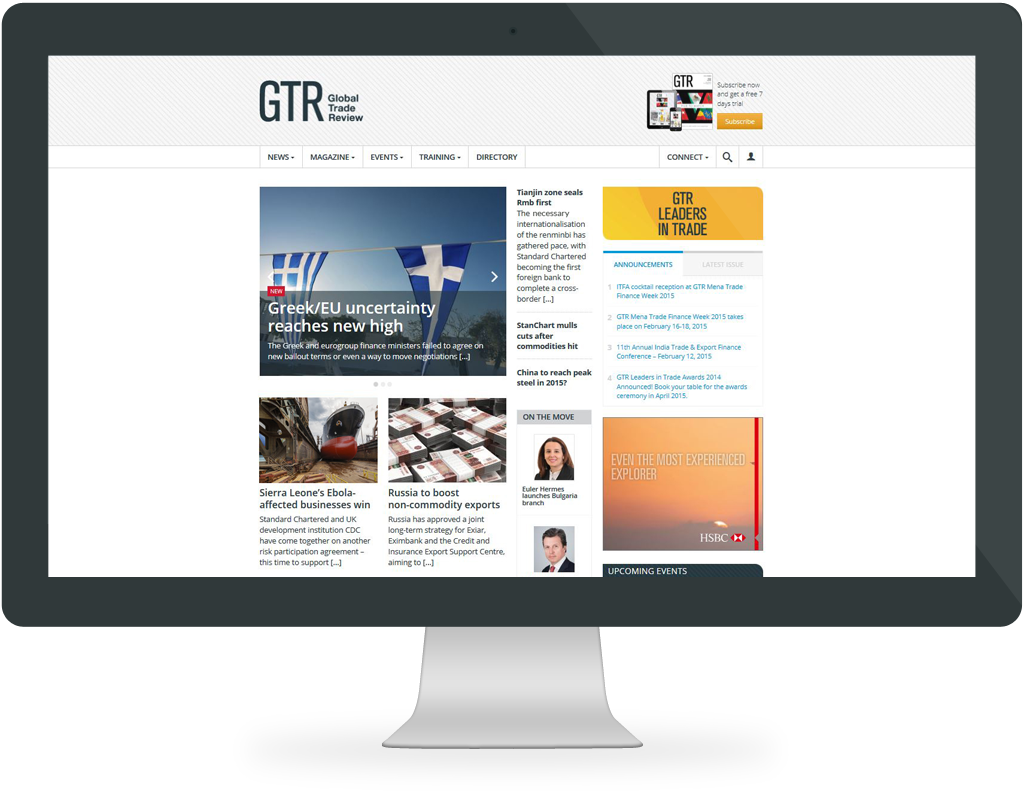 GTR Global
Trade
Review
GTR
Subscribe now
and get a free 7
days trial
Subscribe
NEWS MAGAZINE EVENTS TRAINING DIRECTORY CONNECT
NEW
Greek/EU uncertainty
reaches new high
The Greek and eurogroup finance ministers failed to agree on
new bailout terms or even a way to move negotiations [...]
Sierra Leone's Ebola-
affected businesses win
Standard Chartered and UK
development institution CDC
have come together on another
risk participation agreement –
this time to support [...]
Russia to boost
non-commodity exports
Russia has approved a joint
long-term strategy for Exiar,
Eximbank and the Credit and
Insurance Export Support Centre,
aiming to [...]
Tianjin zone seals
Rmb first
The necessary
internationalisation
of the renminbi has
gathered pace, with
Standard Chartered
becoming the first
foreign bank to
complete a cross-
border [...]
StanChart mulls
cuts after
commodities hit
China to reach peak
steel in 2015?
ON THE MOVE
Euler Hermes
launches Bulgaria
branch
GTR
LEADERS
IN TRADE
ANNOUNCEMENTS LATEST ISSUE
1 ITFA cocktail reception at GTR Mena Trade
Finance Week 2015
2 GTR Mena Trade Finance Week 2015 takes
place on February 16-18, 2015
3 11th Annual India Trade & Export Finance
Conference – February 12, 2015
4 GTR Leaders in Trade Awards 2014
Announced! Book your table for the awards
ceremony in April 2015.
EVEN THE MOST EXPERIENCED
EXPLORER
HSBC
UPCOMING EVENTS